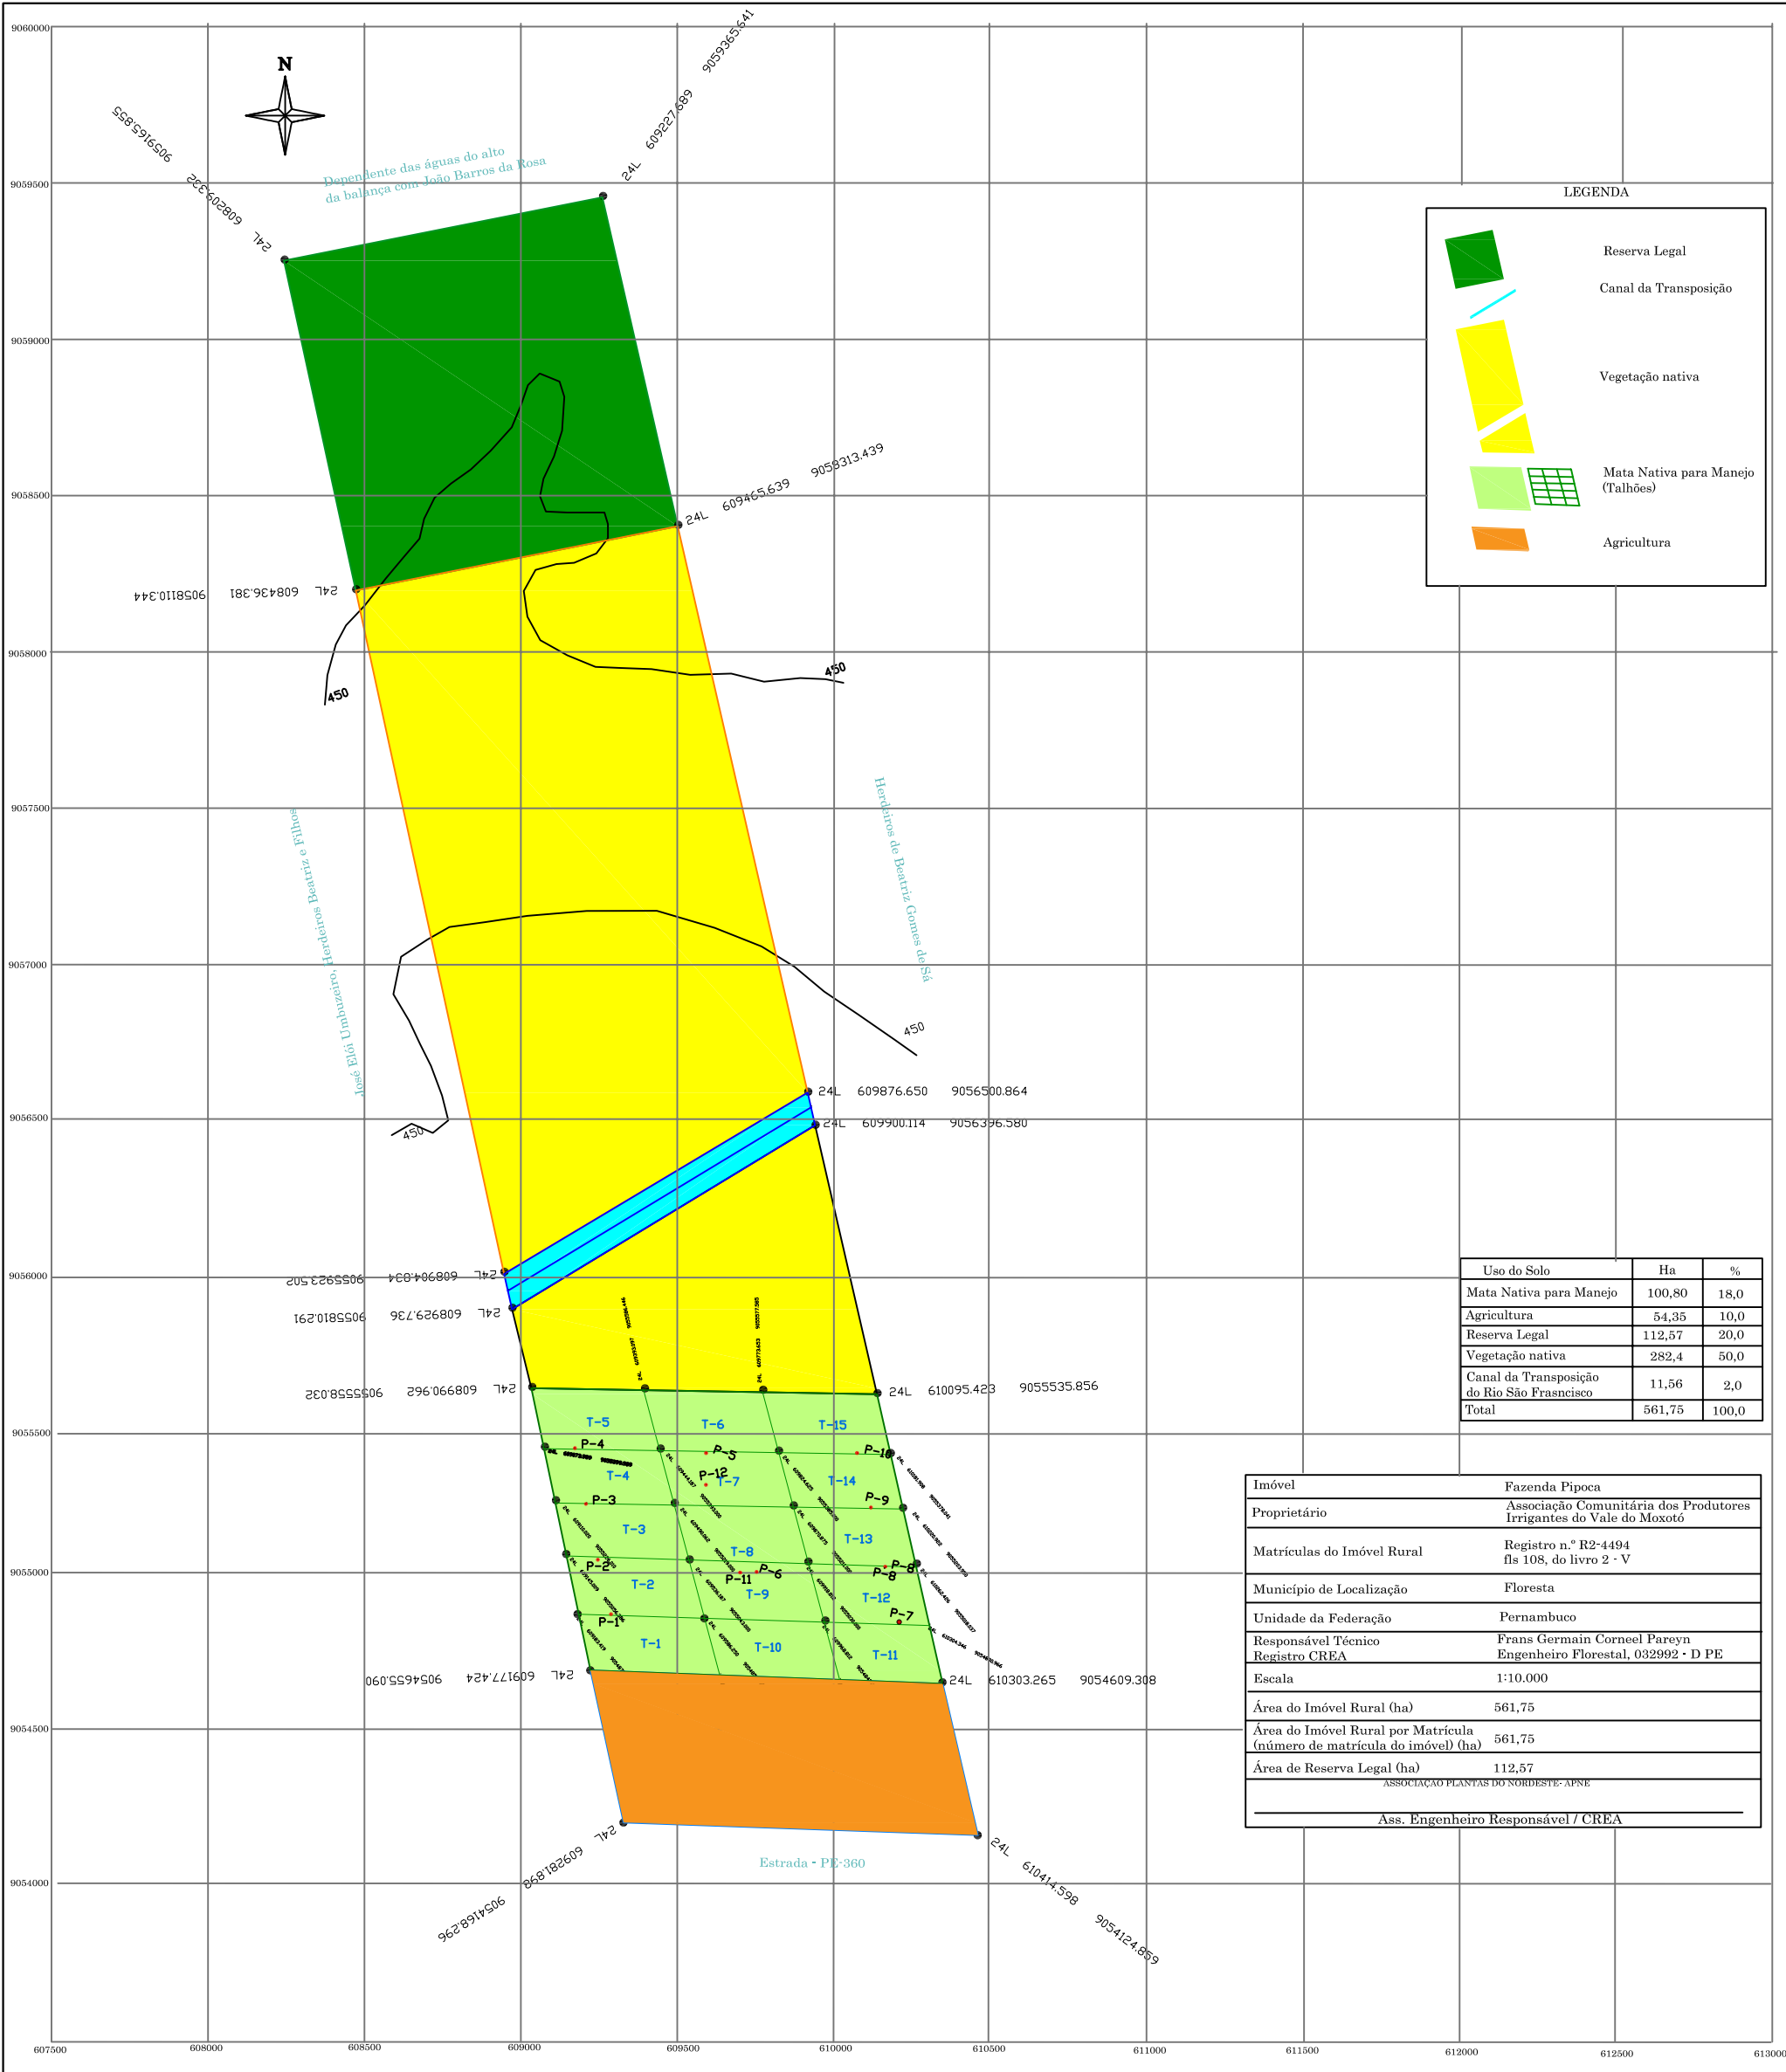 9060000
9059500
9059000
9058500
9058000
9057500
9057000
9056500
9056000
9055500
9055000
9054500
9054000
607500
608000
608500
609000
609500
610000
610500
611000
611500
612000
612500
613000
N
Dependente das águas do alto
da balança com João Barros da Rosa
24L 608209.332 9059165.855
24L 609227.689 9059365.641
24L 609465.639 9058313.439
24L 608436.381 9058110.344
450
450
450
450
José Elói Umbuzeiro, Herdeiros Beatriz e Filhos
Herdeiros de Beatriz Gomes de Sá
24L 609876.650 9056500.864
24L 609900.114 9056396.580
24L 608904.834 9055923.502
24L 608929.736 9055810.291
24L 608990.962 9055558.032
24L 610095.423 9055535.856
T-5
T-6
T-15
P-4
P-5
P-10
T-4
P-12
T-7
T-14
P-3
P-9
T-3
T-8
T-13
P-2
P-11
P-6
P-8
P-8
T-2
T-9
T-12
P-1
P-7
T-1
T-10
T-11
24L 609177.424 9054655.090
24L 610303.265 9054609.308
24L 609281.898 9054168.296
24L 610414.598 9054124.859
Estrada - PE-360
LEGENDA
Reserva Legal
Canal da Transposição
Vegetação nativa
Mata Nativa para Manejo
(Talhões)
Agricultura
Uso do Solo Ha %
Mata Nativa para Manejo 100,80 18,0
Agricultura 54,35 10,0
Reserva Legal 112,57 20,0
Vegetação nativa 282,4 50,0
Canal da Transposição
do Rio São Frasncisco 11,56 2,0
Total 561,75 100,0
Imóvel Fazenda Pipoca
Proprietário Associação Comunitária dos Produtores
Irrigantes do Vale do Moxotó
Matrículas do Imóvel Rural Registro n.º R2-4494
fls 108, do livro 2 - V
Município de Localização Floresta
Unidade da Federação Pernambuco
Responsável Técnico Frans Germain Corneel Pareyn
Registro CREA Engenheiro Florestal, 032992 - D PE
Escala 1:10.000
Área do Imóvel Rural (ha) 561,75
Área do Imóvel Rural por Matrícula
(número de matrícula do imóvel) (ha) 561,75
Área de Reserva Legal (ha) 112,57
ASSOCIAÇÃO PLANTAS DO NORDESTE- APNE
Ass. Engenheiro Responsável / CREA